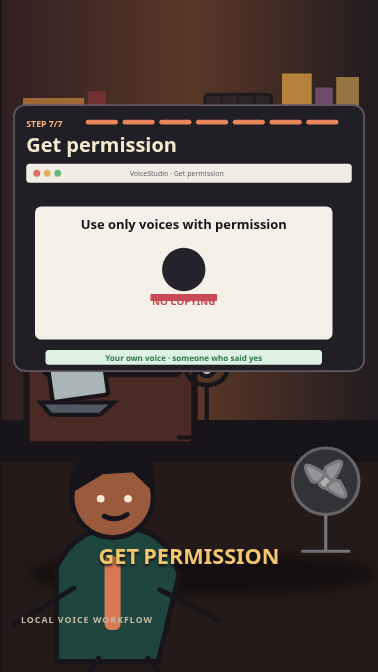 STEP 7/7
Get permission
VoiceStudio · Get permission
Use only voices with permission
NO COPYING
Your own voice · someone who said yes
GET PERMISSION
LOCAL VOICE WORKFLOW